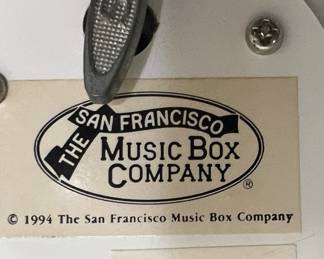 THE SAN FRANCISCO
MUSIC BOX
COMPANY ®
© 1994 The San Francisco Music Box Company